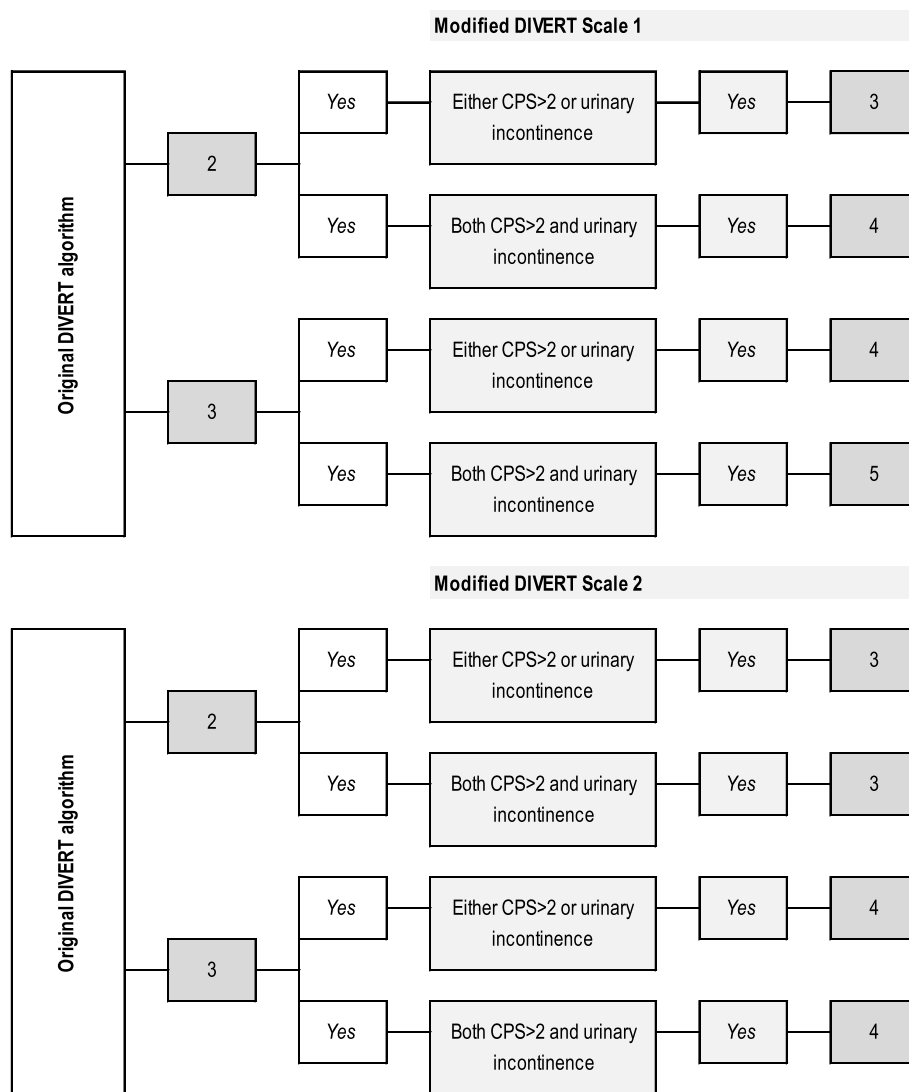 Modified DIVERT Scale 1
Original DIVERT algorithm
2
Yes
Either CPS>2 or urinary
incontinence
Yes
3
Yes
Both CPS>2 and urinary
incontinence
Yes
4
3
Yes
Either CPS>2 or urinary
incontinence
Yes
4
Yes
Both CPS>2 and urinary
incontinence
Yes
5
Modified DIVERT Scale 2
Original DIVERT algorithm
2
Yes
Either CPS>2 or urinary
incontinence
Yes
3
Yes
Both CPS>2 and urinary
incontinence
Yes
3
3
Yes
Either CPS>2 or urinary
incontinence
Yes
4
Yes
Both CPS>2 and urinary
incontinence
Yes
4